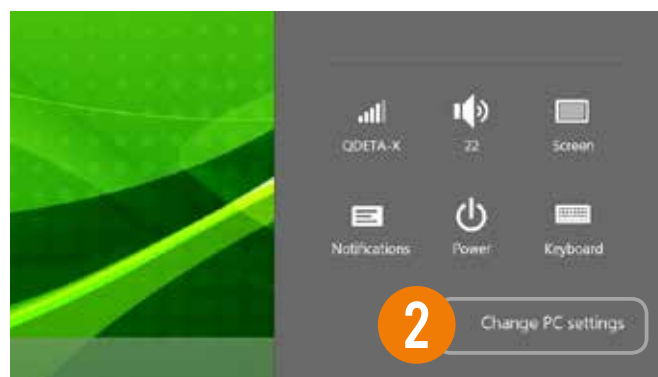 QDETA-X 22 Screen
Notifications Power Keyboard
2 Change PC settings